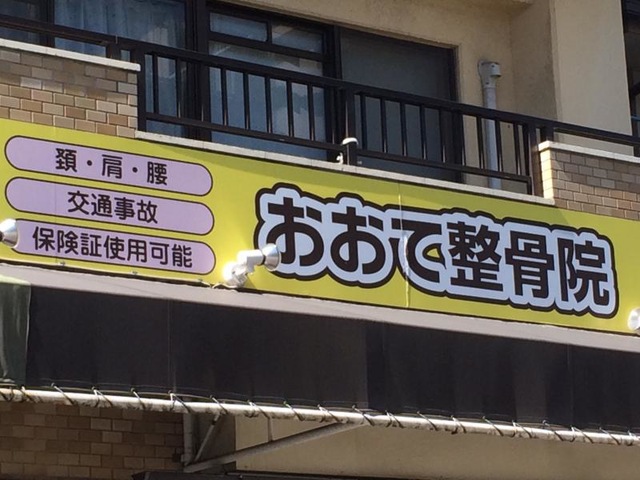 頚・肩・腰
交通事故
保険証使用可能
おおて整骨院